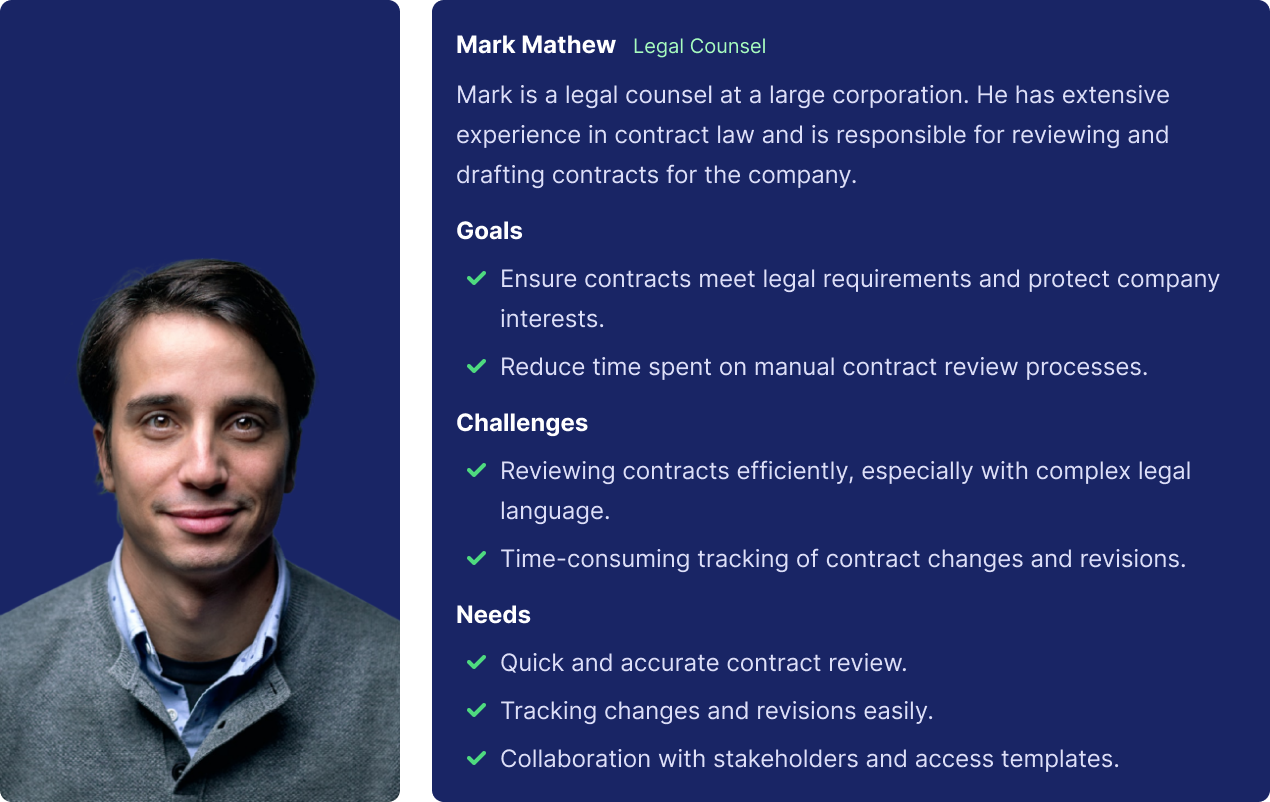 Mark Mathew Legal Counsel
Mark is a legal counsel at a large corporation. He has extensive
experience in contract law and is responsible for reviewing and
drafting contracts for the company.
Goals
Ensure contracts meet legal requirements and protect company
interests.
Reduce time spent on manual contract review processes.
Challenges
Reviewing contracts efficiently, especially with complex legal
language.
Time-consuming tracking of contract changes and revisions.
Needs
Quick and accurate contract review.
Tracking changes and revisions easily.
Collaboration with stakeholders and access templates.